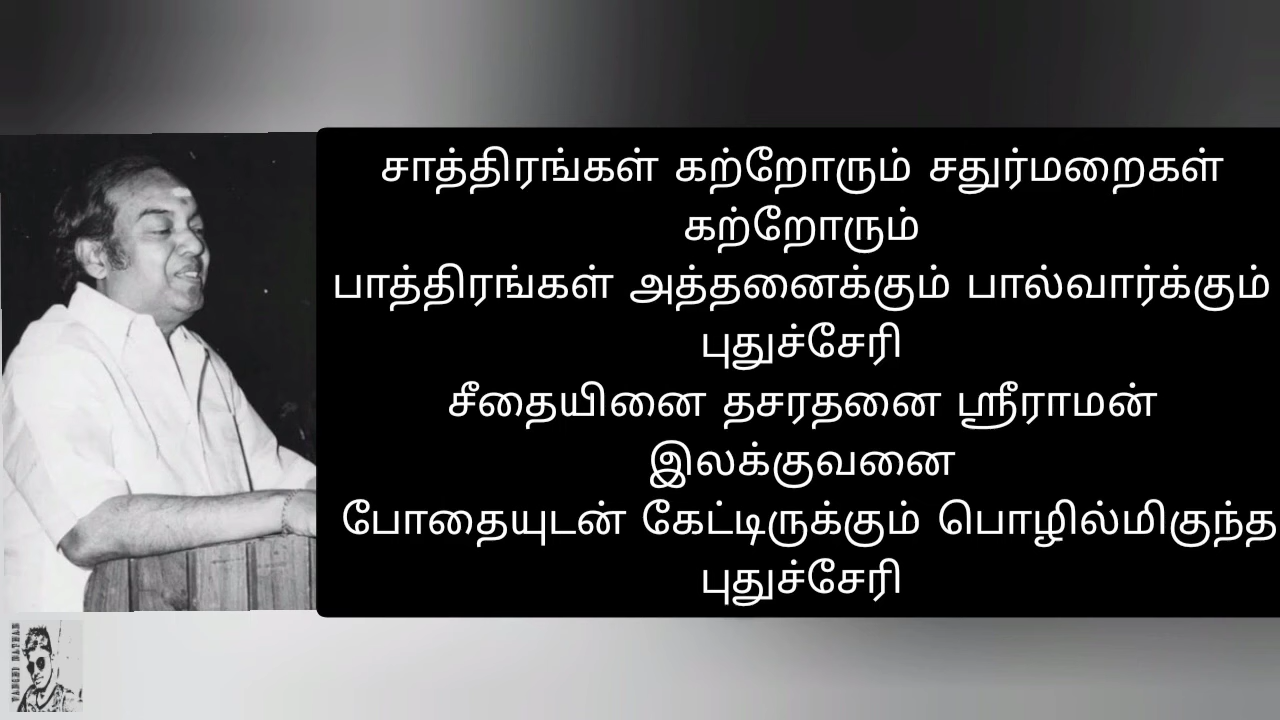 சாத்திரங்கள் கற்றோரும் சதுர்மறைகள்
கற்றோரும்
பாத்திரங்கள் அத்தனைக்கும் பால்வார்க்கும்
புதுச்சேரி
சீதையினை தசரதனை ஸ்ரீராமன்
இலக்குவனை
போதையுடன் கேட்டிருக்கும் பொழில்மிகுந்த
புதுச்சேரி